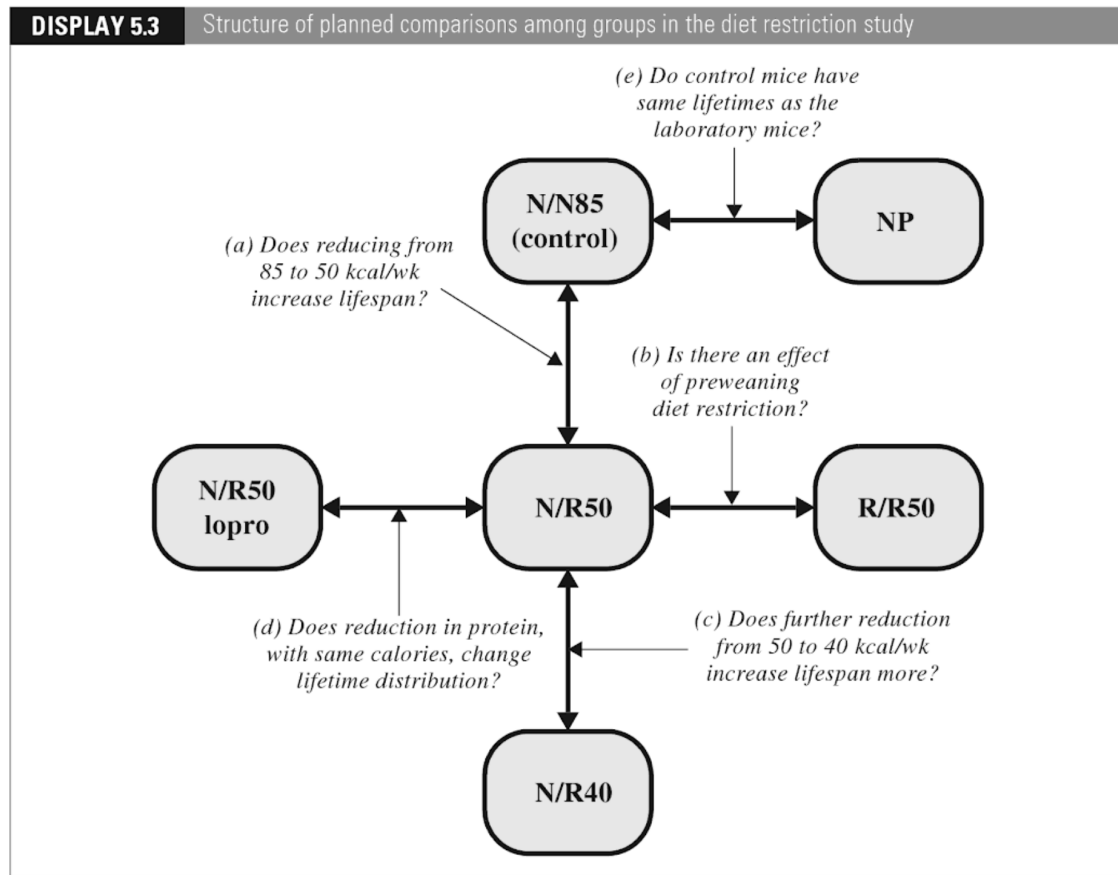 DISPLAY 5.3 Structure of planned comparisons among groups in the diet restriction study
(e) Do control mice have
same lifetimes as the
laboratory mice?
N/N85
(control)
NP
(a) Does reducing from
85 to 50 kcal/wk
increase lifespan?
(b) Is there an effect
of preweaning
diet restriction?
N/R50
lopro
N/R50
R/R50
(d) Does reduction in protein,
with same calories, change
lifetime distribution?
(c) Does further reduction
from 50 to 40 kcal/wk
increase lifespan more?
N/R40